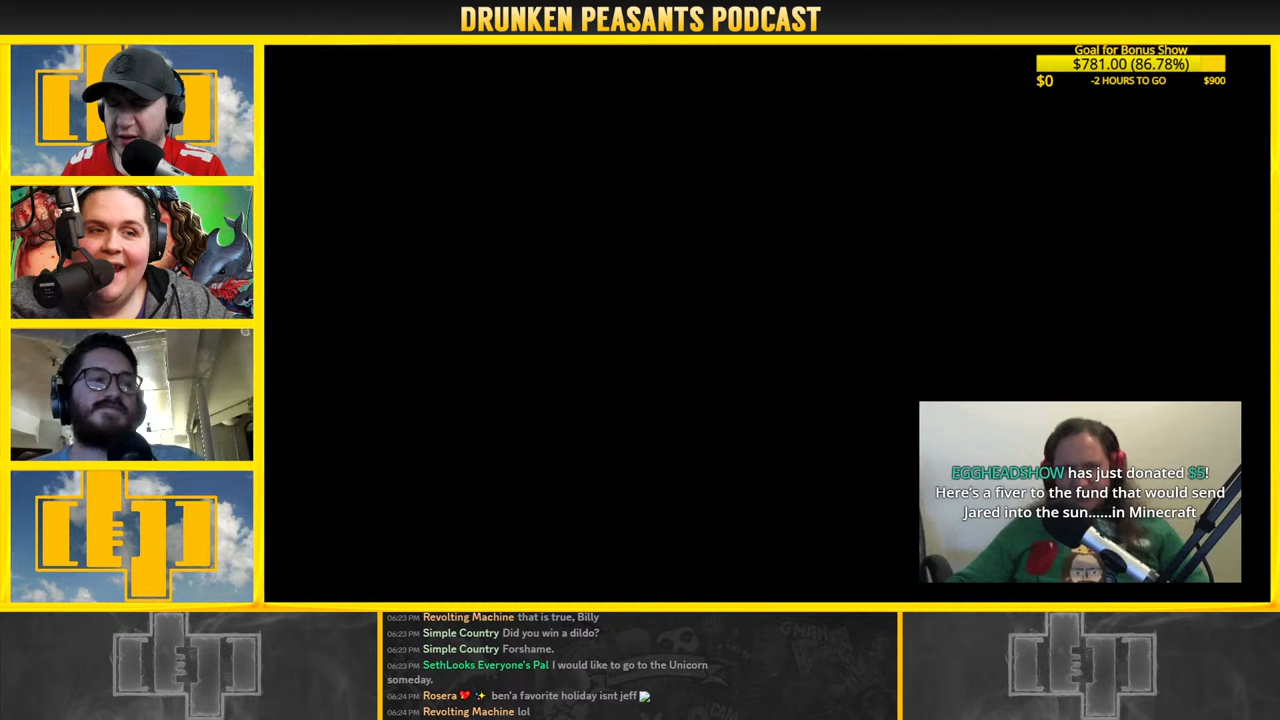 DRUNKEN PEASANTS PODCAST
Goal for Bonus Show
$781.00 (86.78%)
$0 -2 HOURS TO GO $900
EGGHEADSHOW has just donated $5!
Here's a fiver to the fund that would send
Jared into the sun......in Minecraft
06:23 PM Revolting Machine that is true, Billy
06:23 PM Simple Country Did you win a dildo?
06:23 PM Simple Country Forshame.
06:23 PM SethLooks Everyone's Pal I would like to go to the Unicorn
someday.
06:24 PM Rosera ❤️ ✨ ben'a favorite holiday isnt jeff
06:24 PM Revolting Machine lol